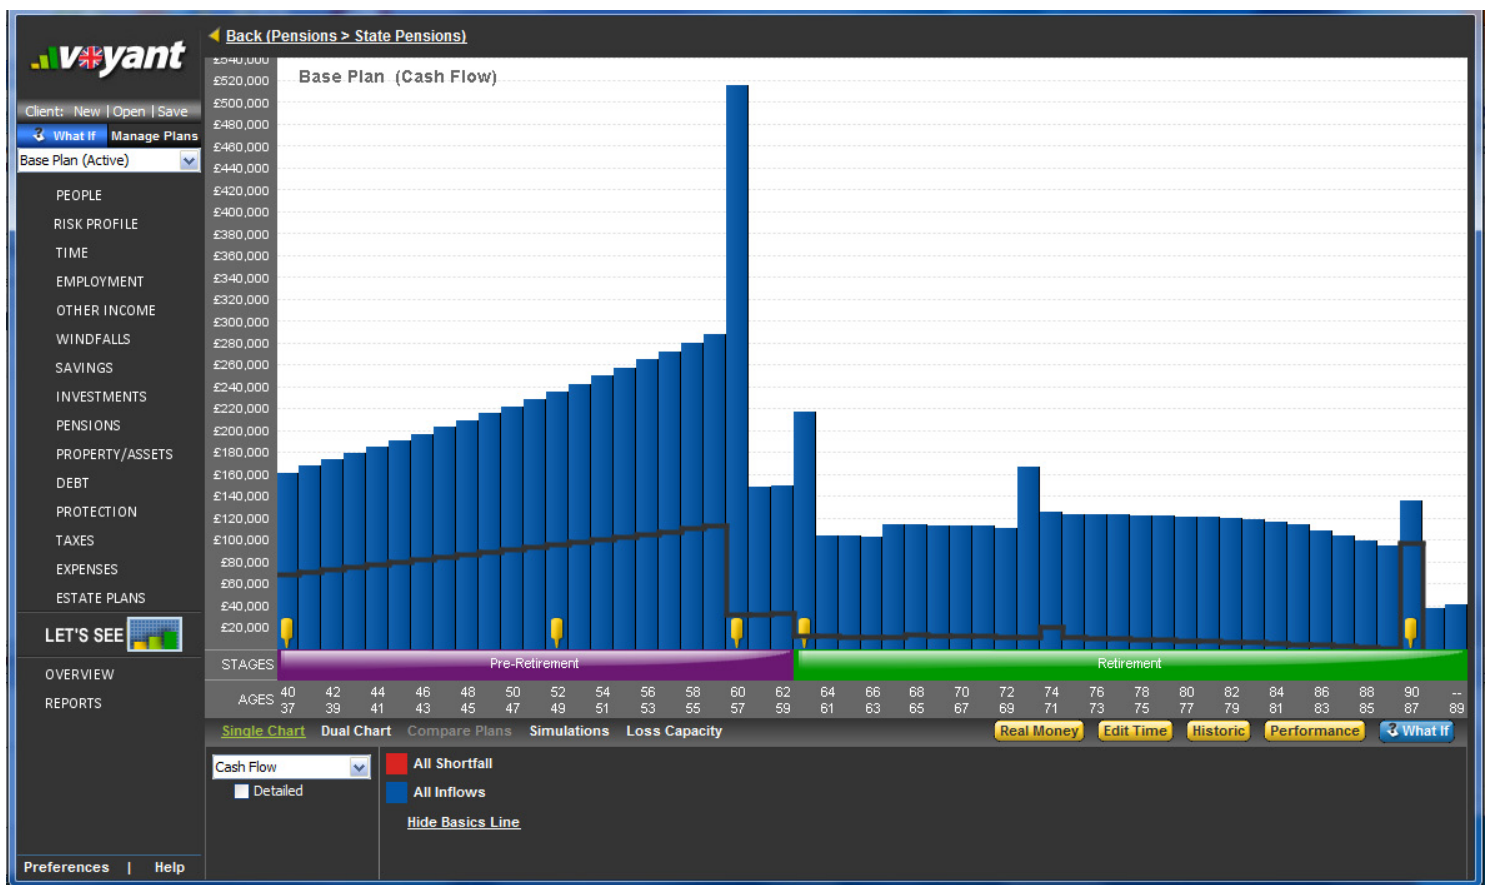 Back (Pensions > State Pensions)
voyant
Client: New | Open | Save
What If Manage Plans
Base Plan (Active)
PEOPLE
RISK PROFILE
TIME
EMPLOYMENT
OTHER INCOME
WINDFALLS
SAVINGS
INVESTMENTS
PENSIONS
PROPERTY/ASSETS
DEBT
PROTECTION
TAXES
EXPENSES
ESTATE PLANS
LET'S SEE
OVERVIEW
REPORTS
Preferences | Help
Base Plan (Cash Flow)
£540,000
£520,000
£500,000
£480,000
£460,000
£440,000
£420,000
£400,000
£380,000
£360,000
£340,000
£320,000
£300,000
£280,000
£260,000
£240,000
£220,000
£200,000
£180,000
£160,000
£140,000
£120,000
£100,000
£80,000
£60,000
£40,000
£20,000
STAGES Pre-Retirement Retirement
AGES
40 42 44 46 48 50 52 54 56 58 60 62 64 66 68 70 72 74 76 78 80 82 84 86 88 90 --
37 39 41 43 45 47 49 51 53 55 57 59 61 63 65 67 69 71 73 75 77 79 81 83 85 87 89
Single Chart Dual Chart Compare Plans Simulations Loss Capacity Real Money Edit Time Historic Performance What If
Cash Flow
Detailed
All Shortfall
All Inflows
Hide Basics Line